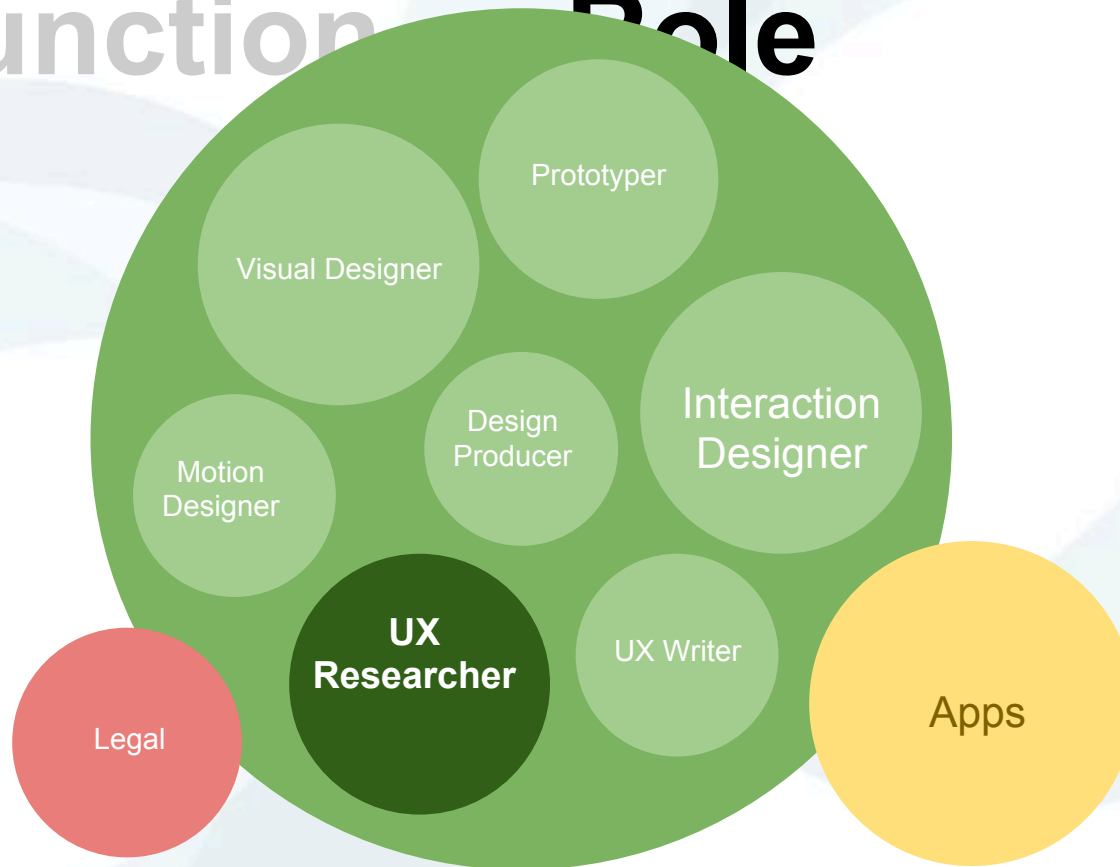 unction Role
Prototyper
Visual Designer
Interaction
Designer
Design
Producer
Motion
Designer
UX
Researcher
UX Writer
Apps
Legal